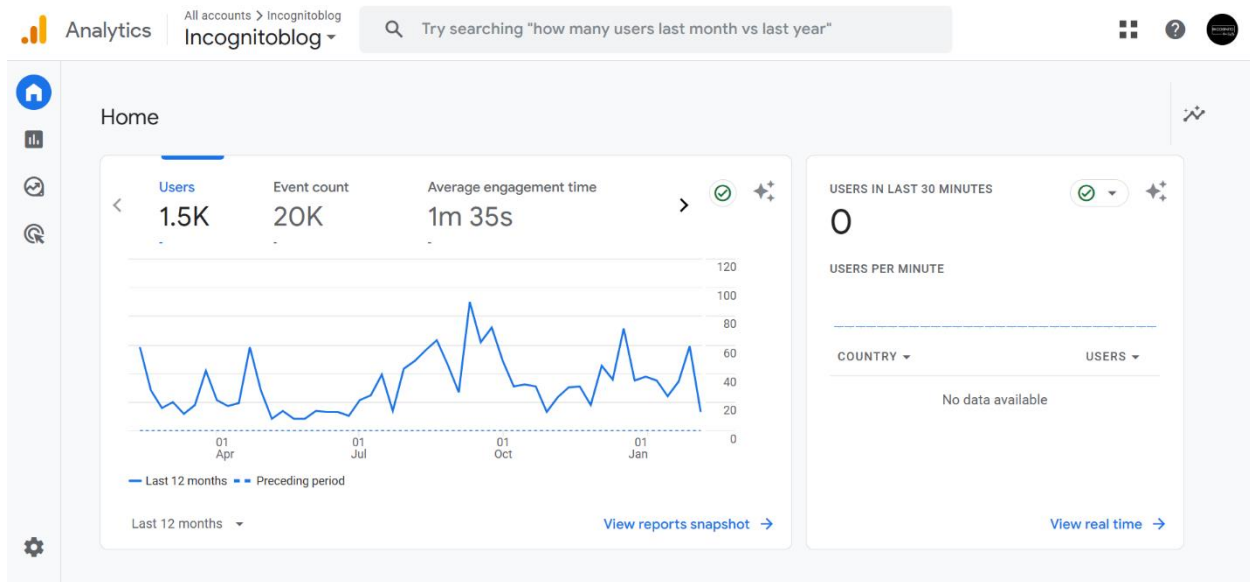 Analytics
All accounts > Incognitoblog
Incognitoblog
Try searching "how many users last month vs last year"
Home
Users
1.5K
-
Event count
20K
-
Average engagement time
1m 35s
-
120
100
80
60
40
20
0
01
Apr
01
Jul
01
Oct
01
Jan
Last 12 months
Preceding period
Last 12 months
View reports snapshot
USERS IN LAST 30 MINUTES
0
USERS PER MINUTE
COUNTRY
USERS
No data available
View real time